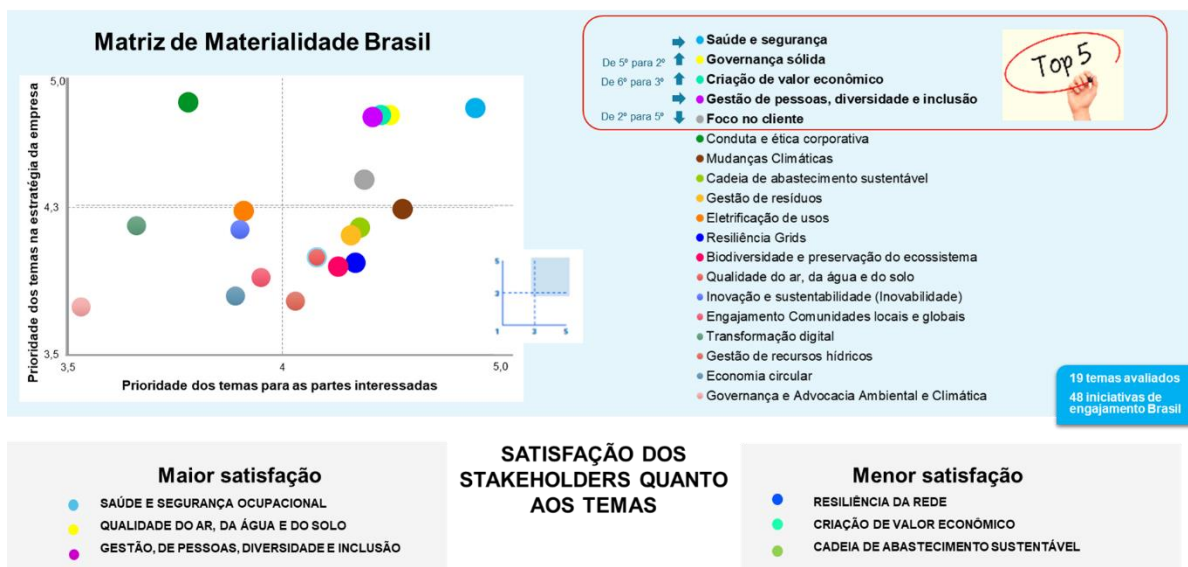 Matriz de Materialidade Brasil
Prioridade dos temas na estratégia da empresa
5,0
4,3
3,5
3,5
4
5,0
Prioridade dos temas para as partes interessadas
5
3
1
3
5
Saúde e segurança
De 5º para 2º
Governança sólida
De 6º para 3º
Criação de valor econômico
Gestão de pessoas, diversidade e inclusão
De 2º para 5º
Foco no cliente
Top 5
Conduta e ética corporativa
Mudanças Climáticas
Cadeia de abastecimento sustentável
Gestão de resíduos
Eletrificação de usos
Resiliência Grids
Biodiversidade e preservação do ecossistema
Qualidade do ar, da água e do solo
Inovação e sustentabilidade (Inovabilidade)
Engajamento Comunidades locais e globais
Transformação digital
Gestão de recursos hídricos
Economia circular
Governança e Advocacia Ambiental e Climática
19 temas avaliados
48 iniciativas de
engajamento Brasil
Maior satisfação
SAÚDE E SEGURANÇA OCUPACIONAL
QUALIDADE DO AR, DA ÁGUA E DO SOLO
GESTÃO, DE PESSOAS, DIVERSIDADE E INCLUSÃO
SATISFAÇÃO DOS
STAKEHOLDERS QUANTO
AOS TEMAS
Menor satisfação
RESILIÊNCIA DA REDE
CRIAÇÃO DE VALOR ECONÔMICO
CADEIA DE ABASTECIMENTO SUSTENTÁVEL